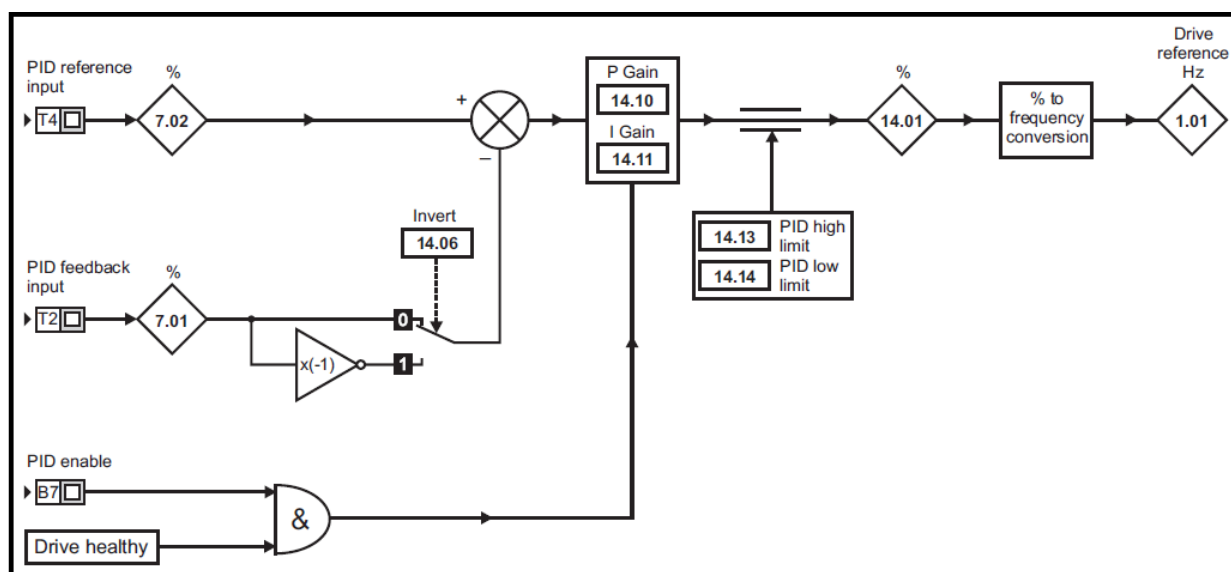 PID reference
input
T4
%
7.02
+
–
P Gain
14.10
I Gain
14.11
%
14.01
% to
frequency
conversion
Drive
reference
Hz
1.01
Invert
14.06
14.13
PID high
limit
14.14
PID low
limit
PID feedback
input
T2
%
7.01
x(-1)
0
1
PID enable
B7
Drive healthy
&